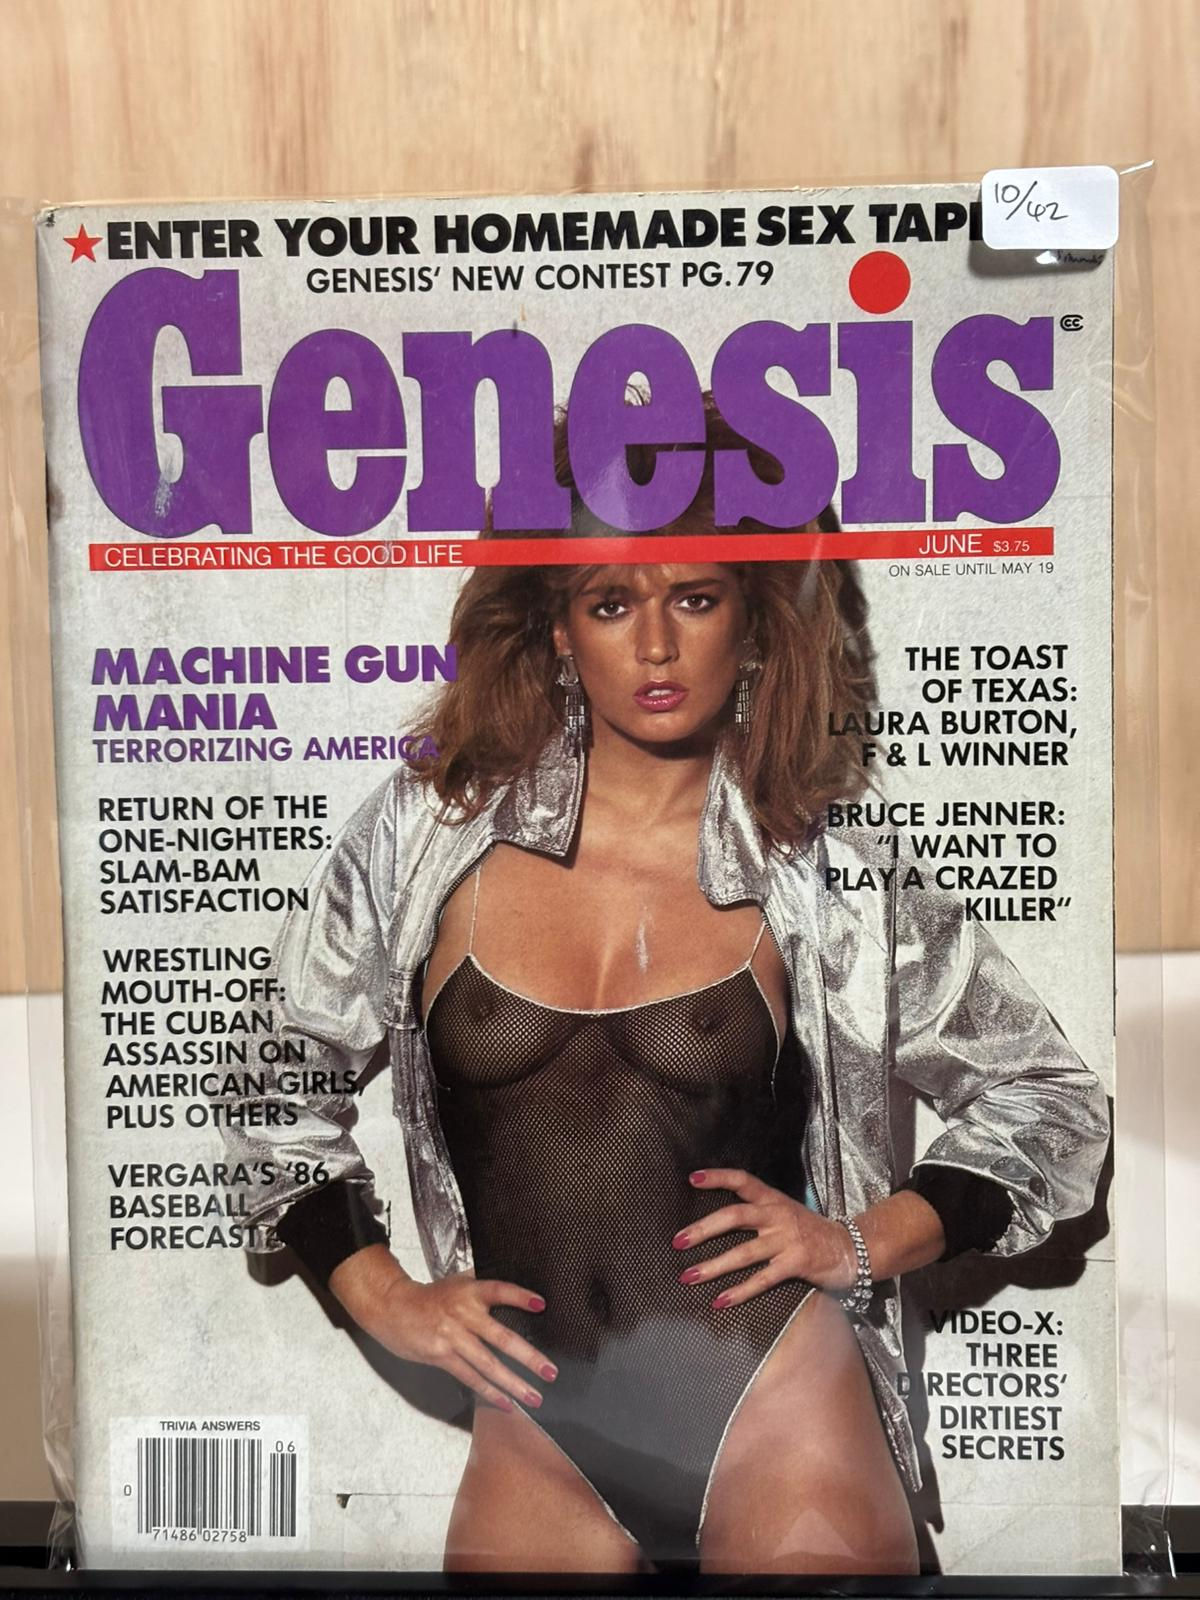 10/42
★ENTER YOUR HOMEMADE SEX TAP
GENESIS' NEW CONTEST PG. 79
Genesis
CC
CELEBRATING THE GOOD LIFE
JUNE $3.75
ON SALE UNTIL MAY 19
MACHINE GUN
MANIA
TERRORIZING AMERICA
RETURN OF THE
ONE-NIGHTERS:
SLAM-BAM
SATISFACTION
WRESTLING
MOUTH-OFF:
THE CUBAN
ASSASSIN ON
AMERICAN GIRLS,
PLUS OTHERS
VERGARA'S '86
BASEBALL
FORECAST
TRIVIA ANSWERS
06
0
71486 02758
THE TOAST
OF TEXAS:
LAURA BURTON,
F & L WINNER
BRUCE JENNER:
"I WANT TO
PLAY A CRAZED
KILLER"
VIDEO-X:
THREE
DIRECTORS'
DIRTIEST
SECRETS